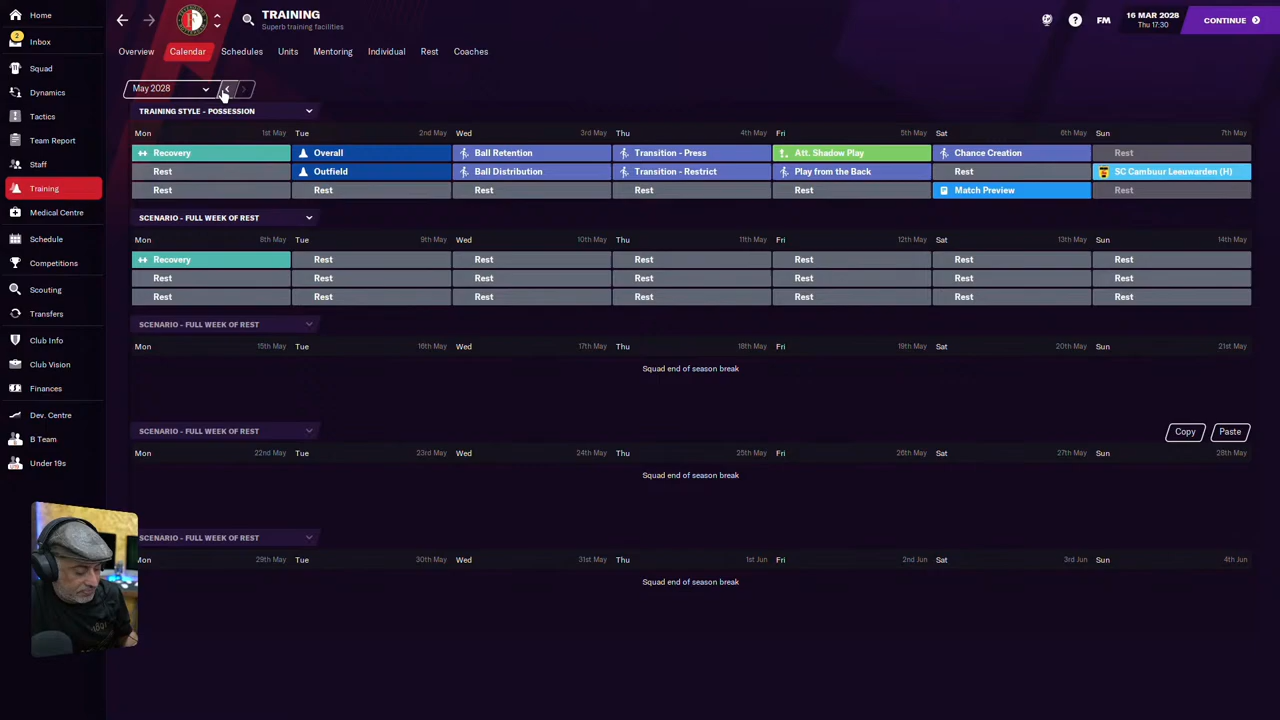 Home
2
Inbox
Squad
Dynamics
Tactics
Team Report
Staff
Training
Medical Centre
Schedule
Competitions
Scouting
Transfers
Club Info
Club Vision
Finances
Dev. Centre
B Team
Under 19s
TRAINING
Superb training facilities
FM
16 MAR 2028
Thu 17:30
CONTINUE
Overview Calendar Schedules Units Mentoring Individual Rest Coaches
May 2028
TRAINING STYLE - POSSESSION
Mon 1st May Tue 2nd May Wed 3rd May Thu 4th May Fri 5th May Sat 6th May Sun 7th May
Recovery Overall Ball Retention Transition - Press Att. Shadow Play Chance Creation Rest
Rest Outfield Ball Distribution Transition - Restrict Play from the Back Rest SC Cambuur Leeuwarden (H)
Rest Rest Rest Rest Rest Match Preview Rest
SCENARIO - FULL WEEK OF REST
Mon 8th May Tue 9th May Wed 10th May Thu 11th May Fri 12th May Sat 13th May Sun 14th May
Recovery Rest Rest Rest Rest Rest Rest
Rest Rest Rest Rest Rest Rest Rest
Rest Rest Rest Rest Rest Rest Rest
SCENARIO - FULL WEEK OF REST
Mon 15th May Tue 16th May Wed 17th May Thu 18th May Fri 19th May Sat 20th May Sun 21st May
Squad end of season break
SCENARIO - FULL WEEK OF REST Copy Paste
Mon 22nd May Tue 23rd May Wed 24th May Thu 25th May Fri 26th May Sat 27th May Sun 28th May
Squad end of season break
SCENARIO - FULL WEEK OF REST
Mon 29th May Tue 30th May Wed 31st May Thu 1st Jun Fri 2nd Jun Sat 3rd Jun Sun 4th Jun
Squad end of season break